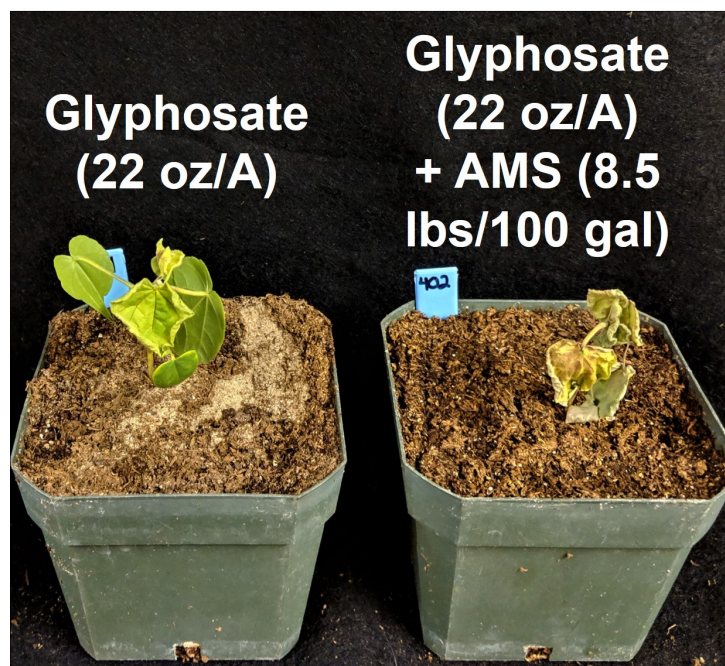 Glyphosate
(22 oz/A)
Glyphosate
(22 oz/A)
+ AMS (8.5
lbs/100 gal)
402